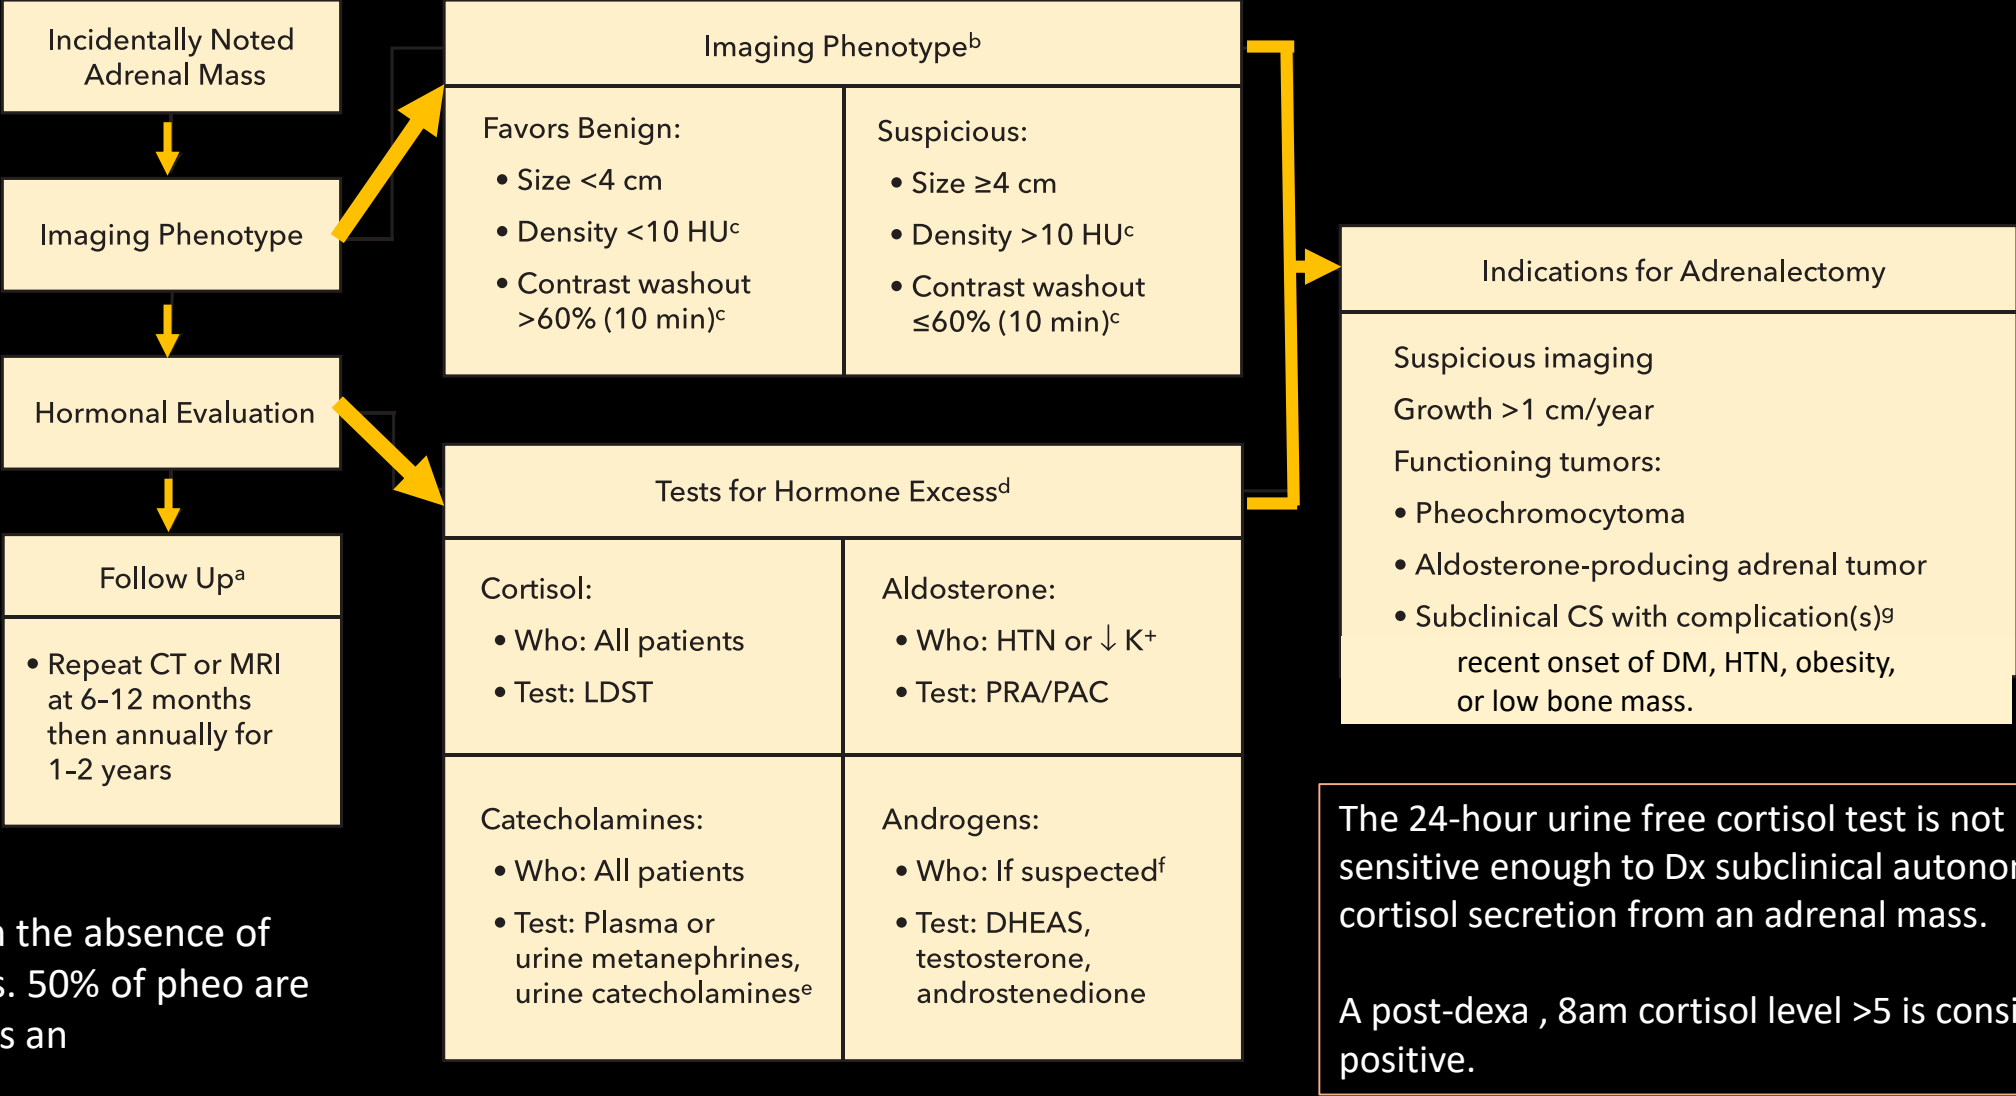 Incidentally Noted
Adrenal Mass
Imaging Phenotype
Hormonal Evaluation
Follow Upᵃ
• Repeat CT or MRI
at 6–12 months
then annually for
1–2 years
the absence of
50% of pheo are
an
Imaging Phenotypeᵇ
Favors Benign:
• Size <4 cm
• Density <10 HUᶜ
• Contrast washout
>60% (10 min)ᶜ
Suspicious:
• Size ≥4 cm
• Density >10 HUᶜ
• Contrast washout
≤60% (10 min)ᶜ
Tests for Hormone Excessᵈ
Cortisol:
• Who: All patients
• Test: LDST
Aldosterone:
• Who: HTN or ↓ K⁺
• Test: PRA/PAC
Catecholamines:
• Who: All patients
• Test: Plasma or
urine metanephrines,
urine catecholaminesᵉ
Androgens:
• Who: If suspectedᶠ
• Test: DHEAS,
testosterone,
androstenedione
Indications for Adrenalectomy
Suspicious imaging
Growth >1 cm/year
Functioning tumors:
• Pheochromocytoma
• Aldosterone-producing adrenal tumor
• Subclinical CS with complication(s)ᵍ
recent onset of DM, HTN, obesity,
or low bone mass.
The 24-hour urine free cortisol test is not
sensitive enough to Dx subclinical
cortisol secretion from an adrenal mass.
A post-dexa , 8am cortisol level >5 is
positive.